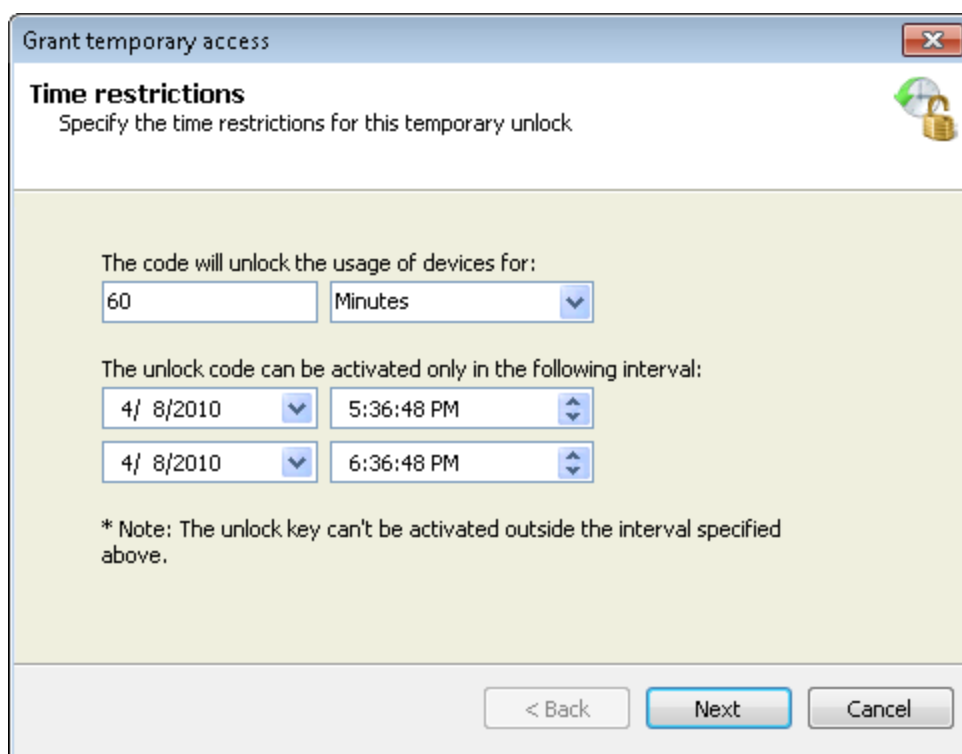 Grant temporary access
Time restrictions
Specify the time restrictions for this temporary unlock
The code will unlock the usage of devices for:
60 Minutes
The unlock code can be activated only in the following interval:
4/ 8/2010 5:36:48 PM
4/ 8/2010 6:36:48 PM
* Note: The unlock key can't be activated outside the interval specified
above.
< Back Next Cancel